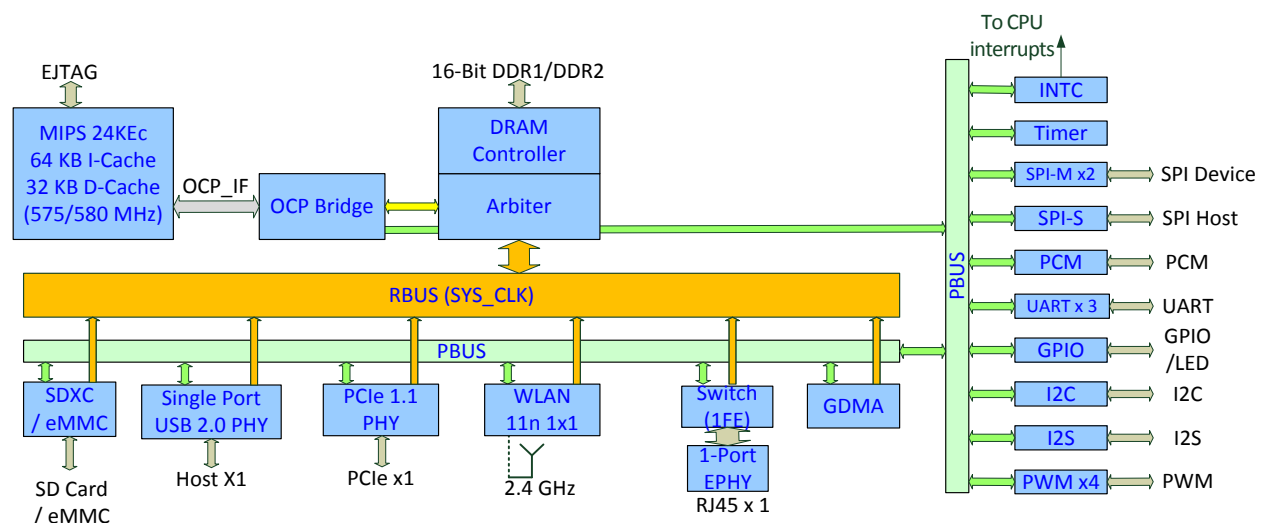 To CPU
interrupts
EJTAG
16-Bit DDR1/DDR2
MIPS 24KEc
64 KB I-Cache
32 KB D-Cache
(575/580 MHz)
OCP_IF
OCP Bridge
DRAM
Controller
Arbiter
RBUS (SYS_CLK)
PBUS
SDXC
/ eMMC
SD Card
/ eMMC
Single Port
USB 2.0 PHY
Host X1
PCIe 1.1
PHY
PCIe x1
WLAN
11n 1x1
2.4 GHz
Switch
(1FE)
1-Port
EPHY
RJ45 x 1
GDMA
PBUS
INTC
Timer
SPI-M x2
SPI Device
SPI-S
SPI Host
PCM
PCM
UART x 3
UART
GPIO
GPIO
/LED
I2C
I2C
I2S
I2S
PWM x4
PWM